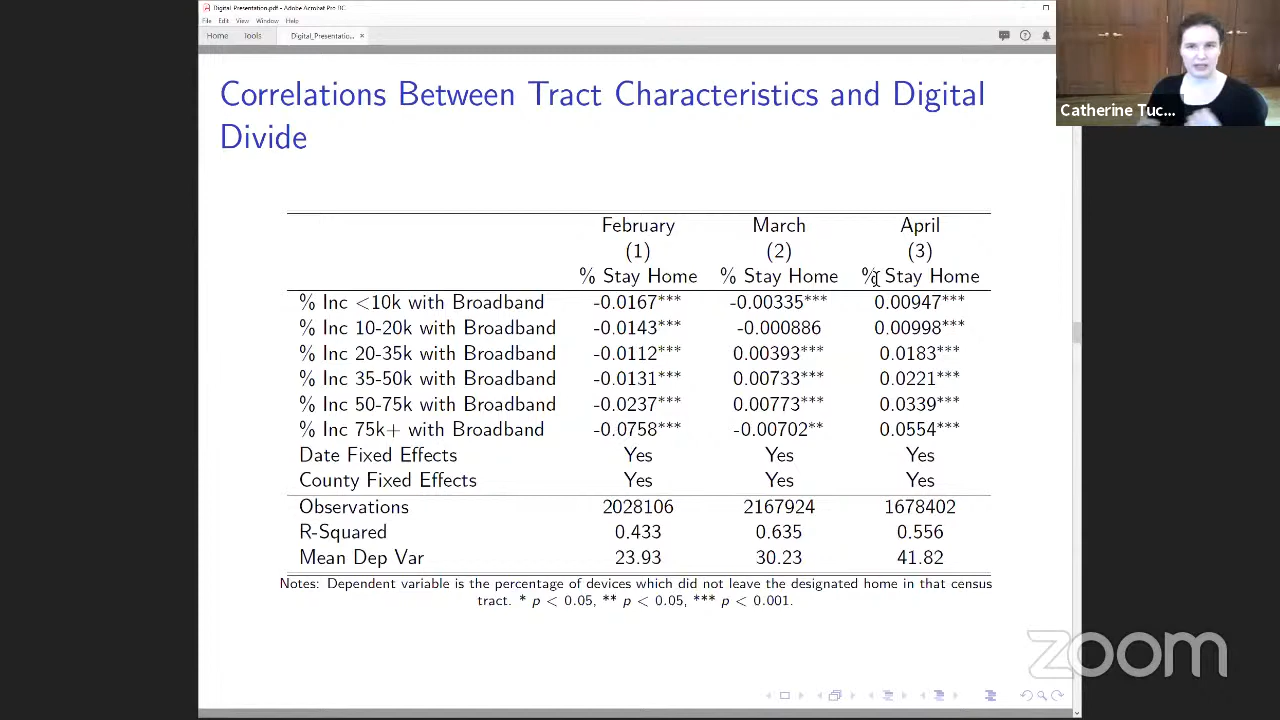 Digital_Presentation.pdf - Adobe Acrobat Pro DC
File Edit View Window Help
Home Tools Digital_Presentatio... ×
Catherine Tuc...
Correlations Between Tract Characteristics and Digital
Divide
February March April
(1) (2) (3)
% Stay Home % Stay Home % Stay Home
% Inc <10k with Broadband -0.0167*** -0.00335*** 0.00947***
% Inc 10-20k with Broadband -0.0143*** -0.000886 0.00998***
% Inc 20-35k with Broadband -0.0112*** 0.00393*** 0.0183***
% Inc 35-50k with Broadband -0.0131*** 0.00733*** 0.0221***
% Inc 50-75k with Broadband -0.0237*** 0.00773*** 0.0339***
% Inc 75k+ with Broadband -0.0758*** -0.00702** 0.0554***
Date Fixed Effects Yes Yes Yes
County Fixed Effects Yes Yes Yes
Observations 2028106 2167924 1678402
R-Squared 0.433 0.635 0.556
Mean Dep Var 23.93 30.23 41.82
Notes: Dependent variable is the percentage of devices which did not leave the designated home in that census
tract. * p < 0.05, ** p < 0.05, *** p < 0.001.
zoom